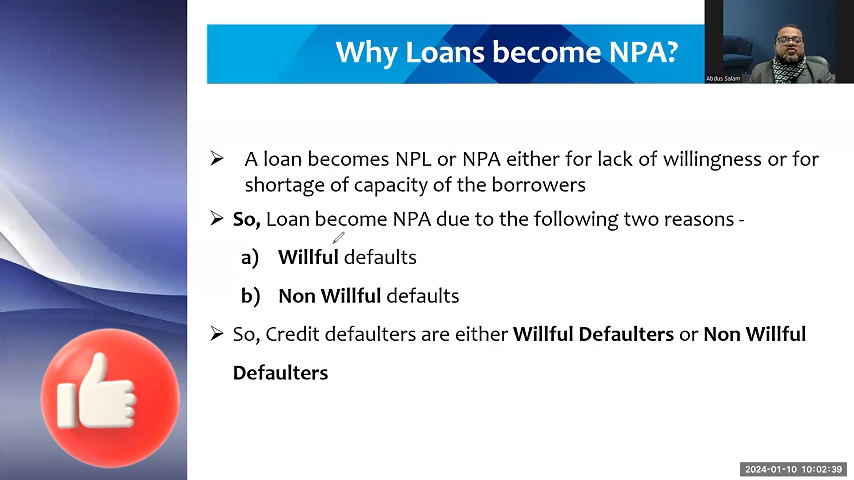 Why Loans become NPA?
Abdus Salam
➢ A loan becomes NPL or NPA either for lack of willingness or for
shortage of capacity of the borrowers
➢ So, Loan become NPA due to the following two reasons -
a) Willful defaults
b) Non Willful defaults
➢ So, Credit defaulters are either Willful Defaulters or Non Willful
Defaulters
2024-01-10 10:02:39